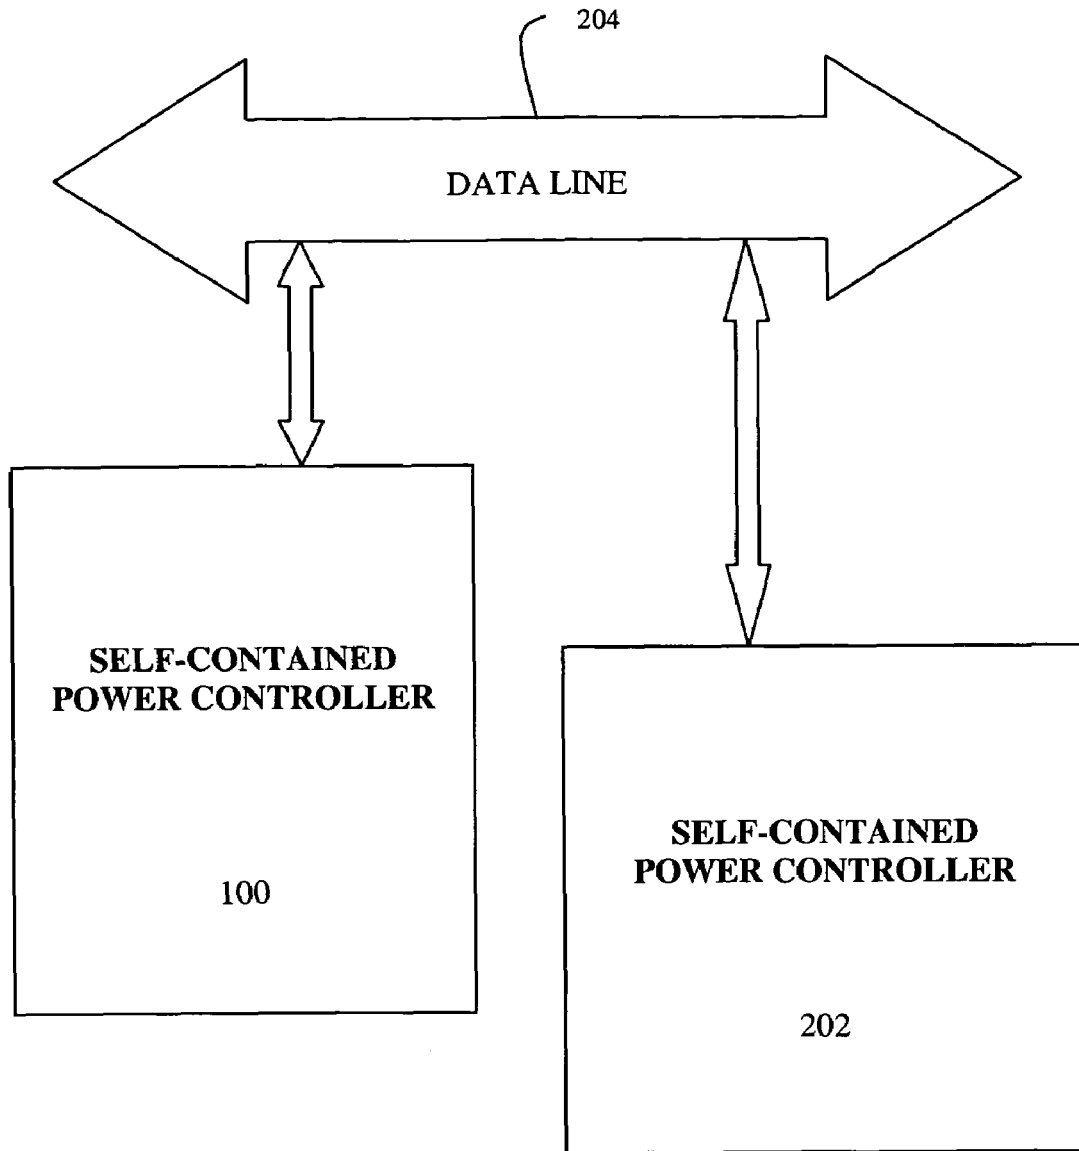 204
DATA LINE
SELF-CONTAINED
POWER CONTROLLER
100
SELF-CONTAINED
POWER CONTROLLER
202